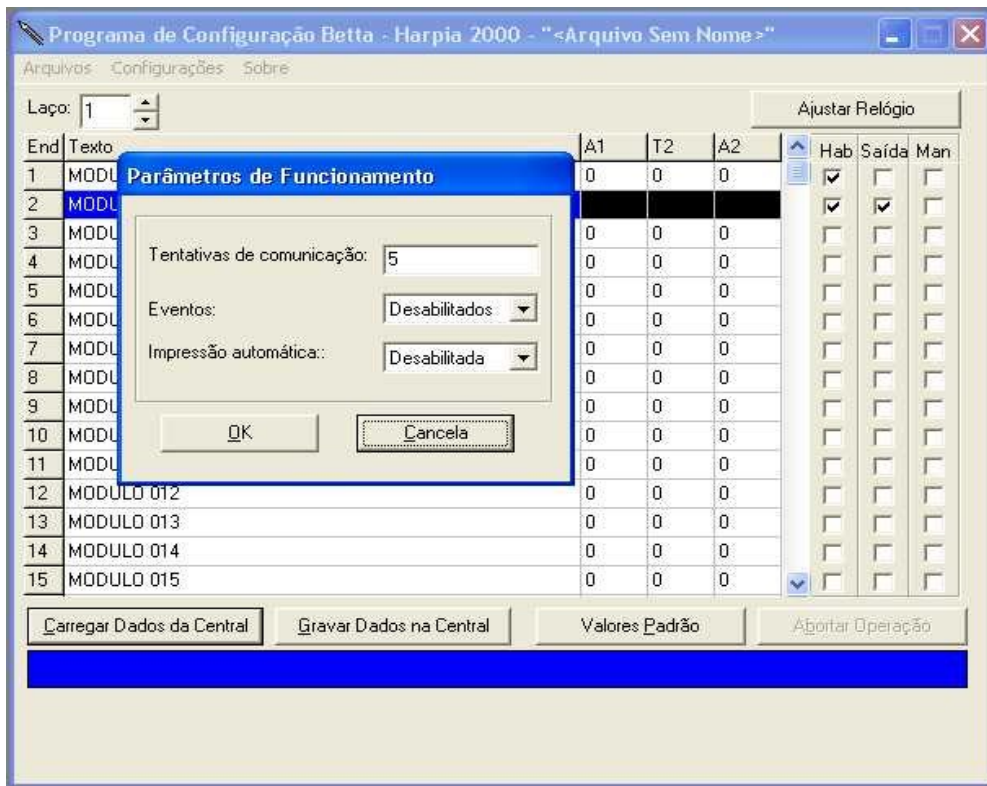 Programa de Configuração Betta - Harpia 2000 - "<Arquivo Sem Nome>"
Arquivos Configurações Sobre
Laço: 1
Ajustar Relógio
End Texto A1 T2 A2 Hab Saída Man
1 MODU 0 0 0
2 MODU
3 MODU 0 0 0
4 MODU 0 0 0
5 MODU 0 0 0
6 MODU 0 0 0
7 MODU 0 0 0
8 MODU 0 0 0
9 MODU 0 0 0
10 MODU 0 0 0
11 MODU 0 0 0
12 MODULO 012 0 0 0
13 MODULO 013 0 0 0
14 MODULO 014 0 0 0
15 MODULO 015 0 0 0
Parâmetros de Funcionamento
Tentativas de comunicação: 5
Eventos: Desabilitados
Impressão automática:: Desabilitada
OK Cancela
Carregar Dados da Central Gravar Dados na Central Valores Padrão Abortar Operação